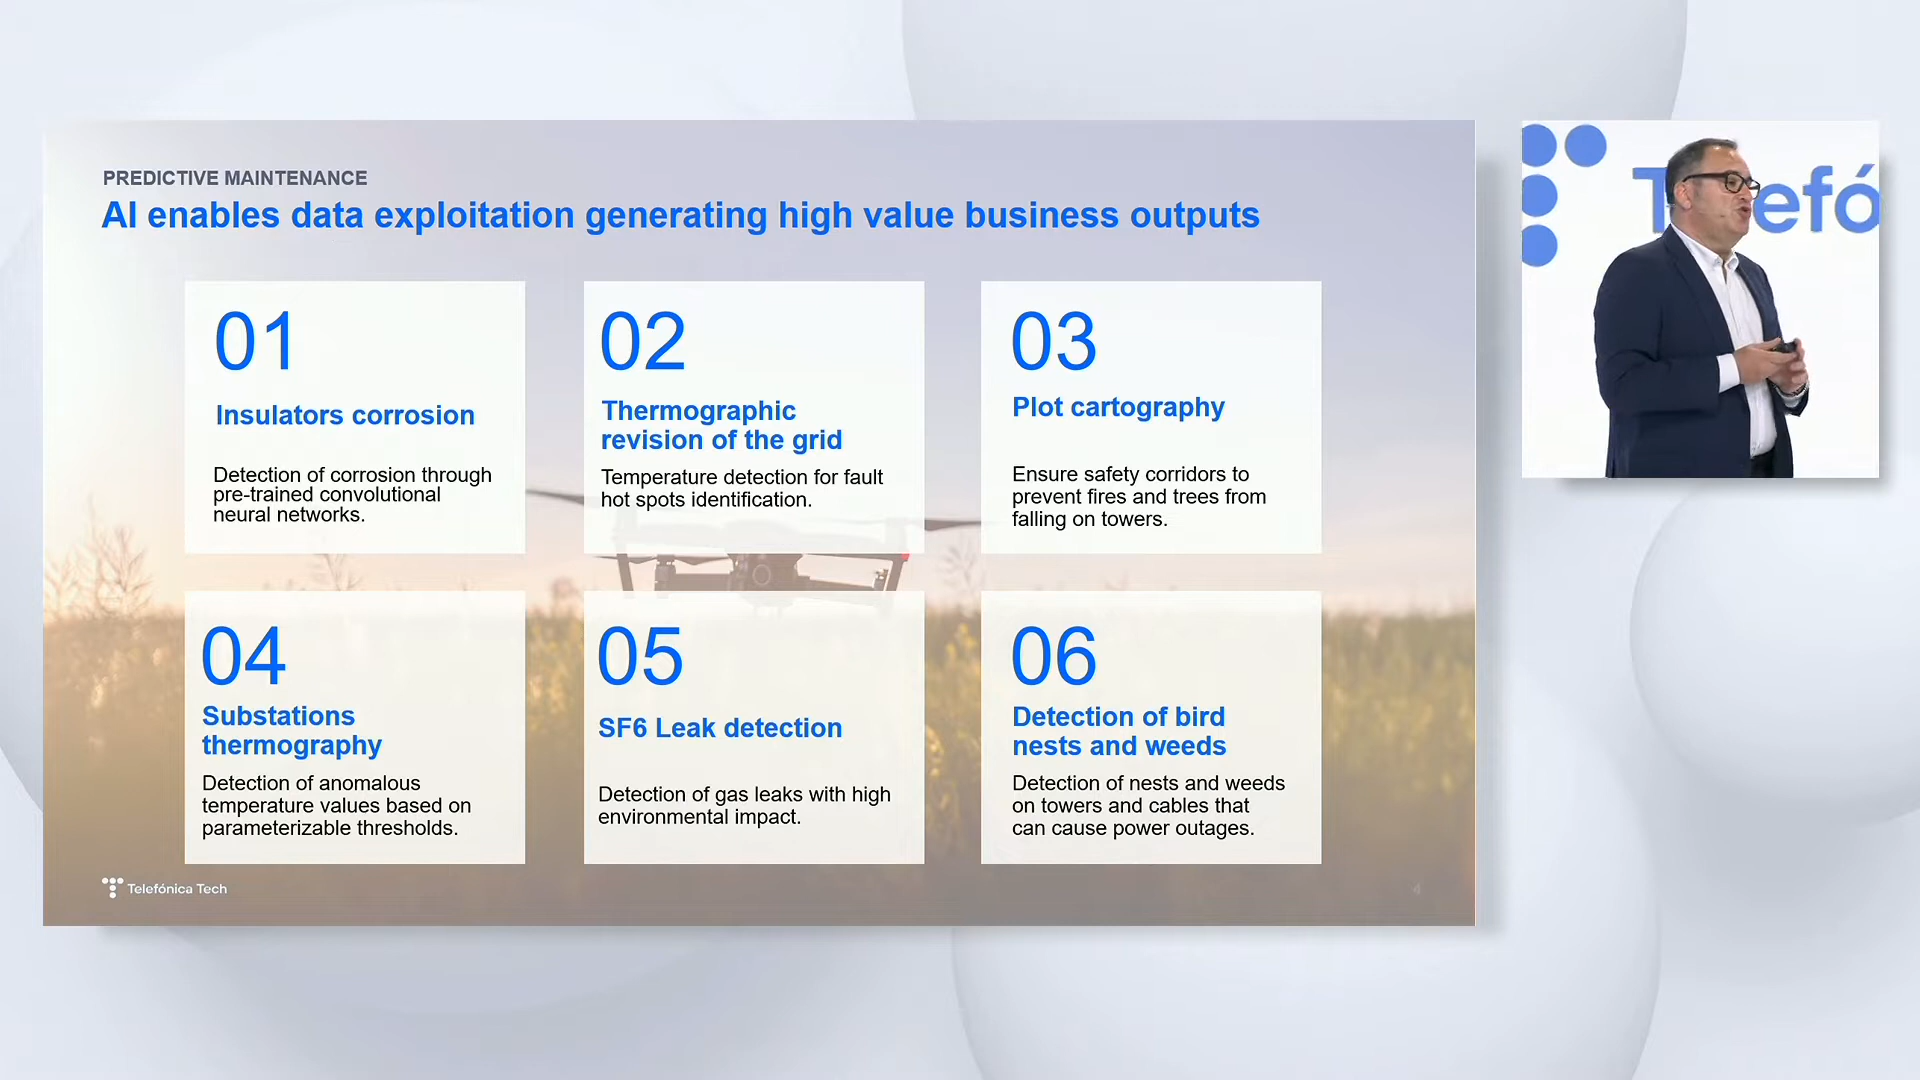 PREDICTIVE MAINTENANCE
AI enables data exploitation generating high value business outputs
01
Insulators corrosion
Detection of corrosion through
pre-trained convolutional
neural networks.
02
Thermographic
revision of the grid
Temperature detection for fault
hot spots identification.
03
Plot cartography
Ensure safety corridors to
prevent fires and trees from
falling on towers.
04
Substations
thermography
Detection of anomalous
temperature values based on
parameterizable thresholds.
05
SF6 Leak detection
Detection of gas leaks with high
environmental impact.
06
Detection of bird
nests and weeds
Detection of nests and weeds
on towers and cables that
can cause power outages.
Telefónica Tech
4
T efó